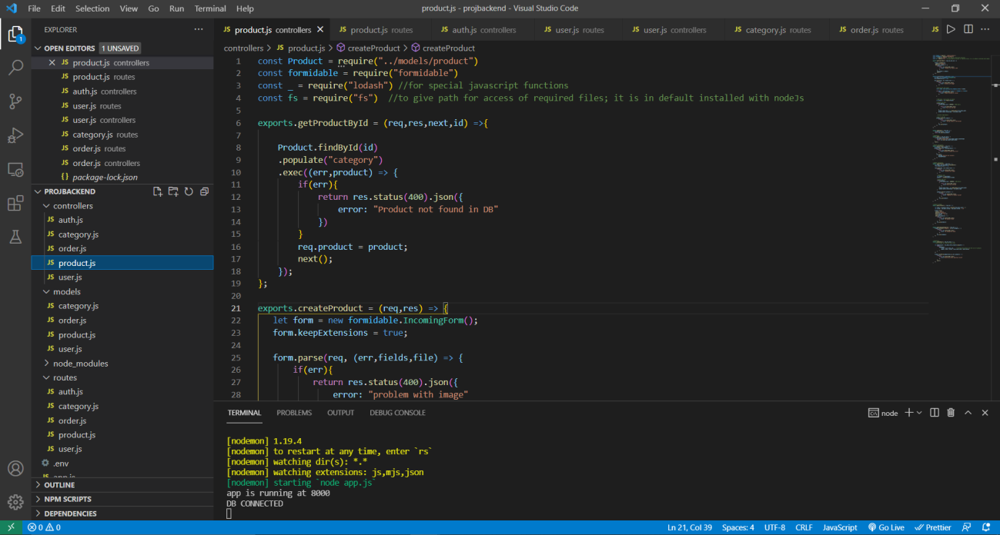 File Edit Selection View Go Run Terminal Help product.js - projbackend - Visual Studio Code
EXPLORER
OPEN EDITORS 1 UNSAVED
JS product.js controllers
JS product.js routes
JS auth.js controllers
JS user.js routes
JS user.js controllers
JS category.js routes
JS order.js routes
JS order.js controllers
{} package-lock.json
PROJBACKEND
controllers
JS auth.js
JS category.js
JS order.js
JS product.js
JS user.js
models
JS category.js
JS order.js
JS product.js
JS user.js
node_modules
routes
JS auth.js
JS category.js
JS order.js
JS product.js
JS user.js
.env
JS app.js
OUTLINE
NPM SCRIPTS
DEPENDENCIES
1
JS product.js controllers JS product.js routes JS auth.js controllers JS user.js routes JS user.js controllers JS category.js routes JS order.js routes JS
controllers > JS product.js > createProduct > createProduct
1 const Product = require("../models/product")
2 const formidable = require("formidable")
3 const _ = require("lodash") //for special javascript functions
4 const fs = require("fs")  //to give path for access of required files; it is in default installed with nodeJs
5
6 exports.getProductById = (req,res,next,id) =>{
7
8     Product.findById(id)
9     .populate("category")
10     .exec((err,product) => {
11         if(err){
12             return res.status(400).json({
13                 error: "Product not found in DB"
14             })
15         }
16         req.product = product;
17         next();
18     });
19 };
20
21 exports.createProduct = (req,res) => {
22    let form = new formidable.IncomingForm();
23    form.keepExtensions = true;
24
25    form.parse(req, (err,fields,file) => {
26        if(err){
27            return res.status(400).json({
28                error: "problem with image"
TERMINAL PROBLEMS OUTPUT DEBUG CONSOLE node
[nodemon] 1.19.4
[nodemon] to restart at any time, enter `rs`
[nodemon] watching dir(s): *.*
[nodemon] watching extensions: js,mjs,json
[nodemon] starting `node app.js`
app is running at 8000
DB CONNECTED
0 0 Ln 21, Col 39 Spaces: 4 UTF-8 CRLF JavaScript Go Live Prettier